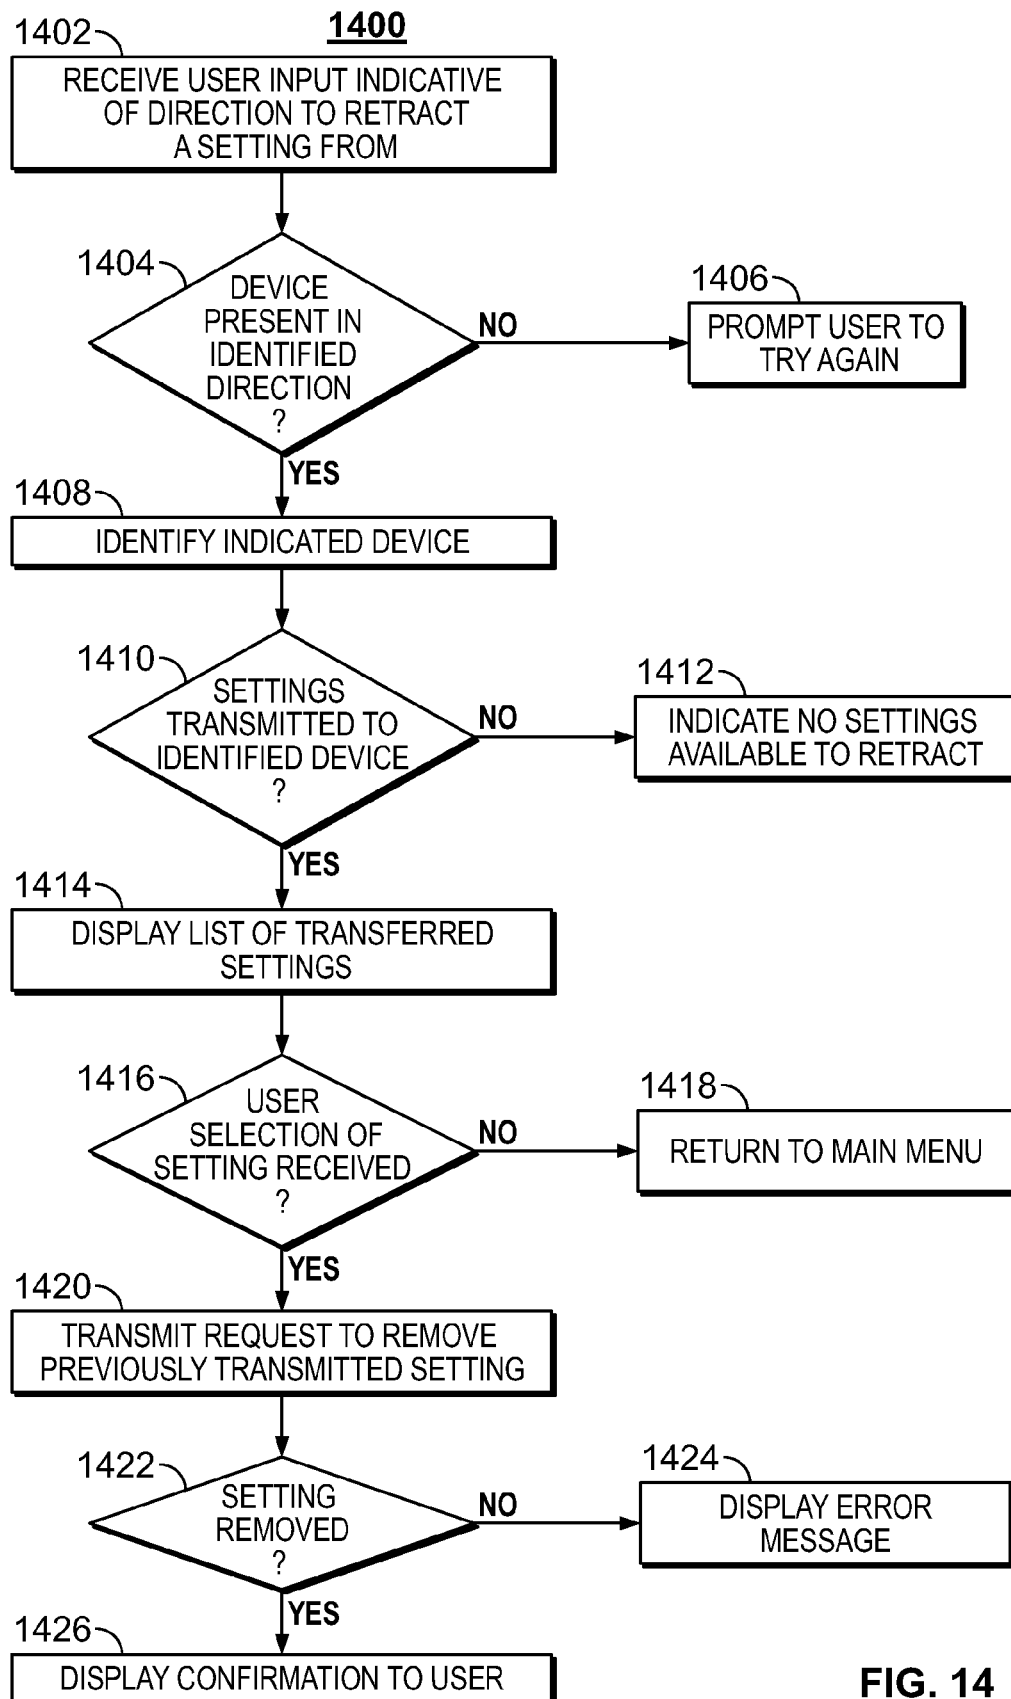 1400
1402
RECEIVE USER INPUT INDICATIVE
OF DIRECTION TO RETRACT
A SETTING FROM
1404
DEVICE
PRESENT IN
IDENTIFIED
DIRECTION
?
NO
1406
PROMPT USER TO
TRY AGAIN
YES
1408
IDENTIFY INDICATED DEVICE
1410
SETTINGS
TRANSMITTED TO
IDENTIFIED DEVICE
?
NO
1412
INDICATE NO SETTINGS
AVAILABLE TO RETRACT
YES
1414
DISPLAY LIST OF TRANSFERRED
SETTINGS
1416
USER
SELECTION OF
SETTING RECEIVED
?
NO
1418
RETURN TO MAIN MENU
YES
1420
TRANSMIT REQUEST TO REMOVE
PREVIOUSLY TRANSMITTED SETTING
1422
SETTING
REMOVED
?
NO
1424
DISPLAY ERROR
MESSAGE
YES
1426
DISPLAY CONFIRMATION TO USER
FIG. 14